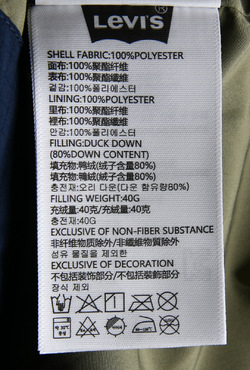 LEVI'S
SHELL FABRIC:100%POLYESTER
面布:100%聚酯纤维
表布:100%聚酯纖維
겉감:100%폴리에스터
LINING:100%POLYESTER
里布:100%聚酯纤维
裡布:100%聚酯纖維
안감:100%폴리에스터
FILLING:DUCK DOWN
(80%DOWN CONTENT)
填充物:鸭绒(绒子含量80%)
填充物:鴨絨(絨子含量80%)
충전재:오리 다운(다운 함유량80%)
FILLING WEIGHT:40G
充绒量:40克/充絨量:40克
충전재:40G
EXCLUSIVE OF NON-FIBER SUBSTANCE
非纤维物质除外/非纖維物質除外
섬유 물질을 제외한
EXCLUSIVE OF DECORATION
不包括装饰部分/不包括裝飾部分
장식 제외
약 30℃
중성